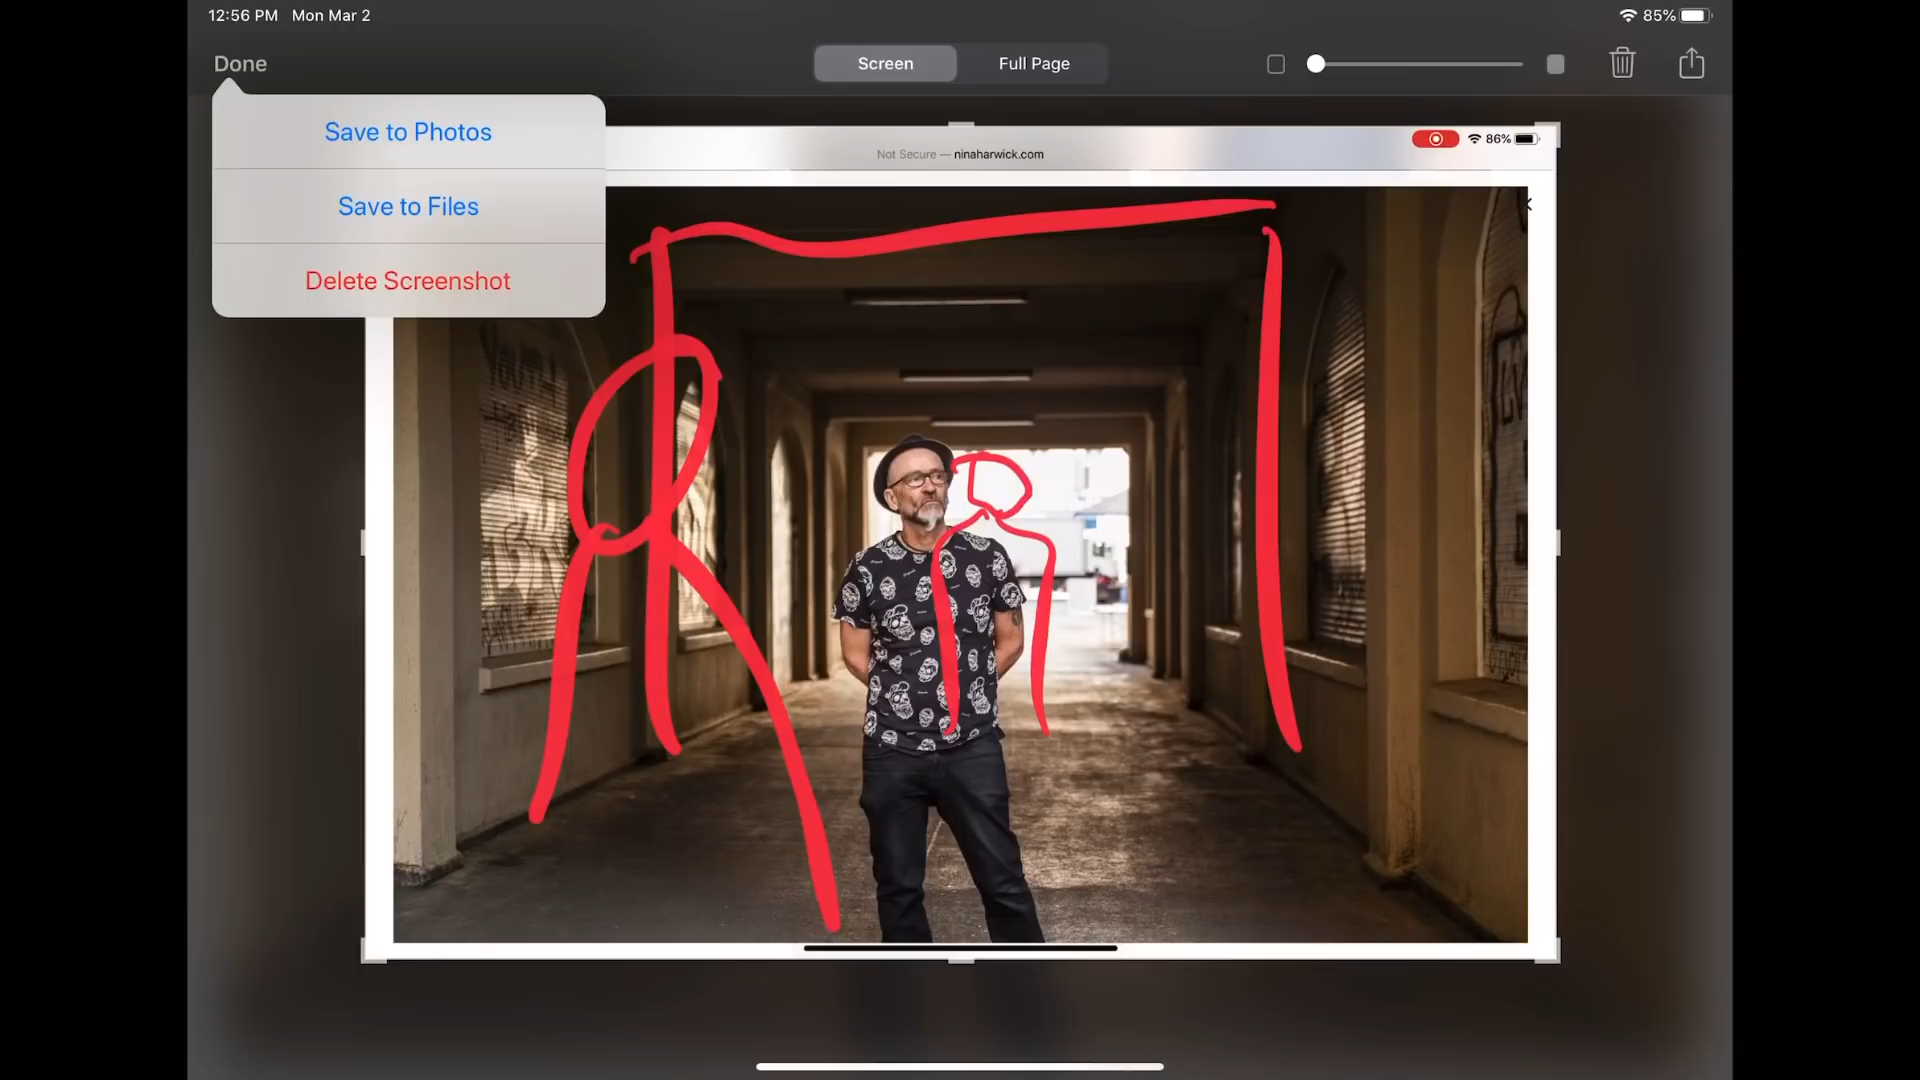 12:56 PM Mon Mar 2
85%
Done
Screen
Full Page
Save to Photos
Save to Files
Delete Screenshot
86%
Not Secure — ninaharwick.com